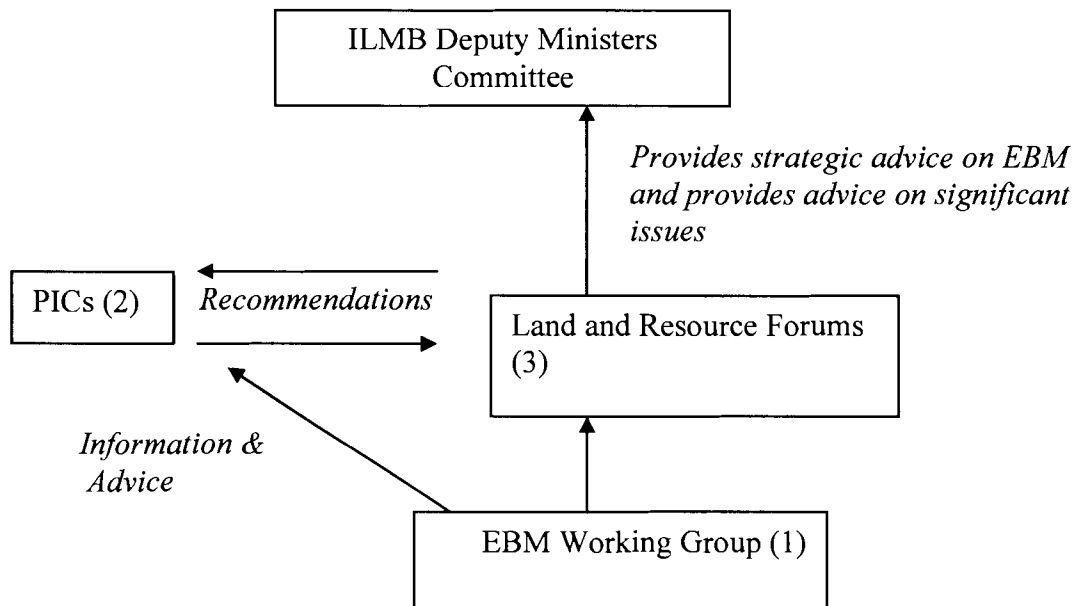 ILMB Deputy Ministers
Committee
Provides strategic advice on EBM
and provides advice on significant
issues
PICs (2)
Recommendations
Land and Resource Forums
(3)
Information &
Advice
EBM Working Group (1)